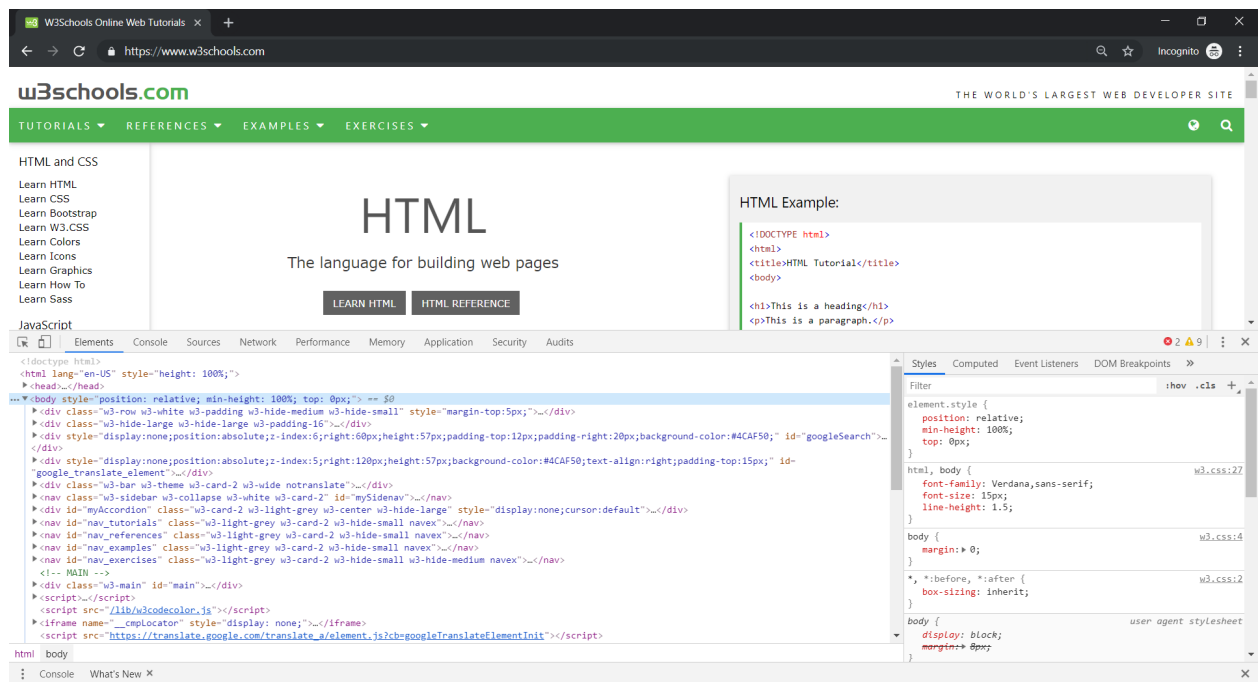 W3Schools Online Web Tutorials
https://www.w3schools.com
Incognito
w3schools.com
THE WORLD'S LARGEST WEB DEVELOPER SITE
TUTORIALS REFERENCES EXAMPLES EXERCISES
HTML and CSS
Learn HTML
Learn CSS
Learn Bootstrap
Learn W3.CSS
Learn Colors
Learn Icons
Learn Graphics
Learn How To
Learn Sass
JavaScript
HTML
The language for building web pages
LEARN HTML HTML REFERENCE
HTML Example:
<!DOCTYPE html>
<html>
<title>HTML Tutorial</title>
<body>
<h1>This is a heading</h1>
<p>This is a paragraph.</p>
Elements Console Sources Network Performance Memory Application Security Audits
2 9
<!doctype html>
<html lang="en-US" style="height: 100%;">
<head>…</head>
<body style="position: relative; min-height: 100%; top: 0px;"> == $0
<div class="w3-row w3-white w3-padding w3-hide-medium w3-hide-small" style="margin-top:5px;">…</div>
<div class="w3-hide-large w3-hide-large w3-padding-16">…</div>
<div style="display:none;position:absolute;z-index:6;right:60px;height:57px;padding-top:12px;padding-right:20px;background-color:#4CAF50;" id="googleSearch">…
</div>
<div style="display:none;position:absolute;z-index:5;right:120px;height:57px;background-color:#4CAF50;text-align:right;padding-top:15px;" id=
"google_translate_element">…</div>
<div class="w3-bar w3-theme w3-card-2 w3-wide notranslate">…</div>
<nav class="w3-sidebar w3-collapse w3-white w3-card-2" id="mySidenav">…</nav>
<div id="myAccordion" class="w3-card-2 w3-light-grey w3-center w3-hide-large" style="display:none;cursor:default">…</div>
<nav id="nav_tutorials" class="w3-light-grey w3-card-2 w3-hide-small navex">…</nav>
<nav id="nav_references" class="w3-light-grey w3-card-2 w3-hide-small navex">…</nav>
<nav id="nav_examples" class="w3-light-grey w3-card-2 w3-hide-small navex">…</nav>
<nav id="nav_exercises" class="w3-light-grey w3-card-2 w3-hide-small w3-hide-medium navex">…</nav>
<!-- MAIN -->
<div class="w3-main" id="main">…</div>
<script>…</script>
<script src="/lib/w3codecolor.js"></script>
<iframe name="__cmpLocator" style="display: none;">…</iframe>
<script src="https://translate.google.com/translate_a/element.js?cb=googleTranslateElementInit"></script>
html body
Styles Computed Event Listeners DOM Breakpoints »
Filter :hov .cls +
element.style {
position: relative;
min-height: 100%;
top: 0px;
}
html, body { w3.css:27
font-family: Verdana,sans-serif;
font-size: 15px;
line-height: 1.5;
}
body { w3.css:4
margin: 0;
}
*, *:before, *:after { w3.css:2
box-sizing: inherit;
}
body { user agent stylesheet
display: block;
margin: 8px;
}
Console What's New